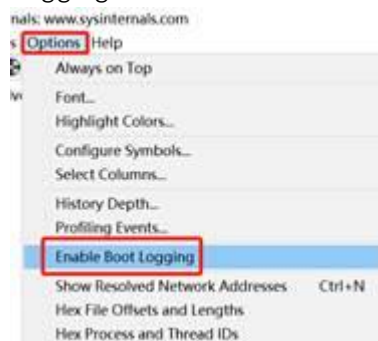 nals: www.sysinternals.com
s Options Help
Always on Top
Font...
Highlight Colors...
Configure Symbols...
Select Columns...
History Depth...
Profiling Events...
Enable Boot Logging
Show Resolved Network Addresses Ctrl+N
Hex File Offsets and Lengths
Hex Process and Thread IDs